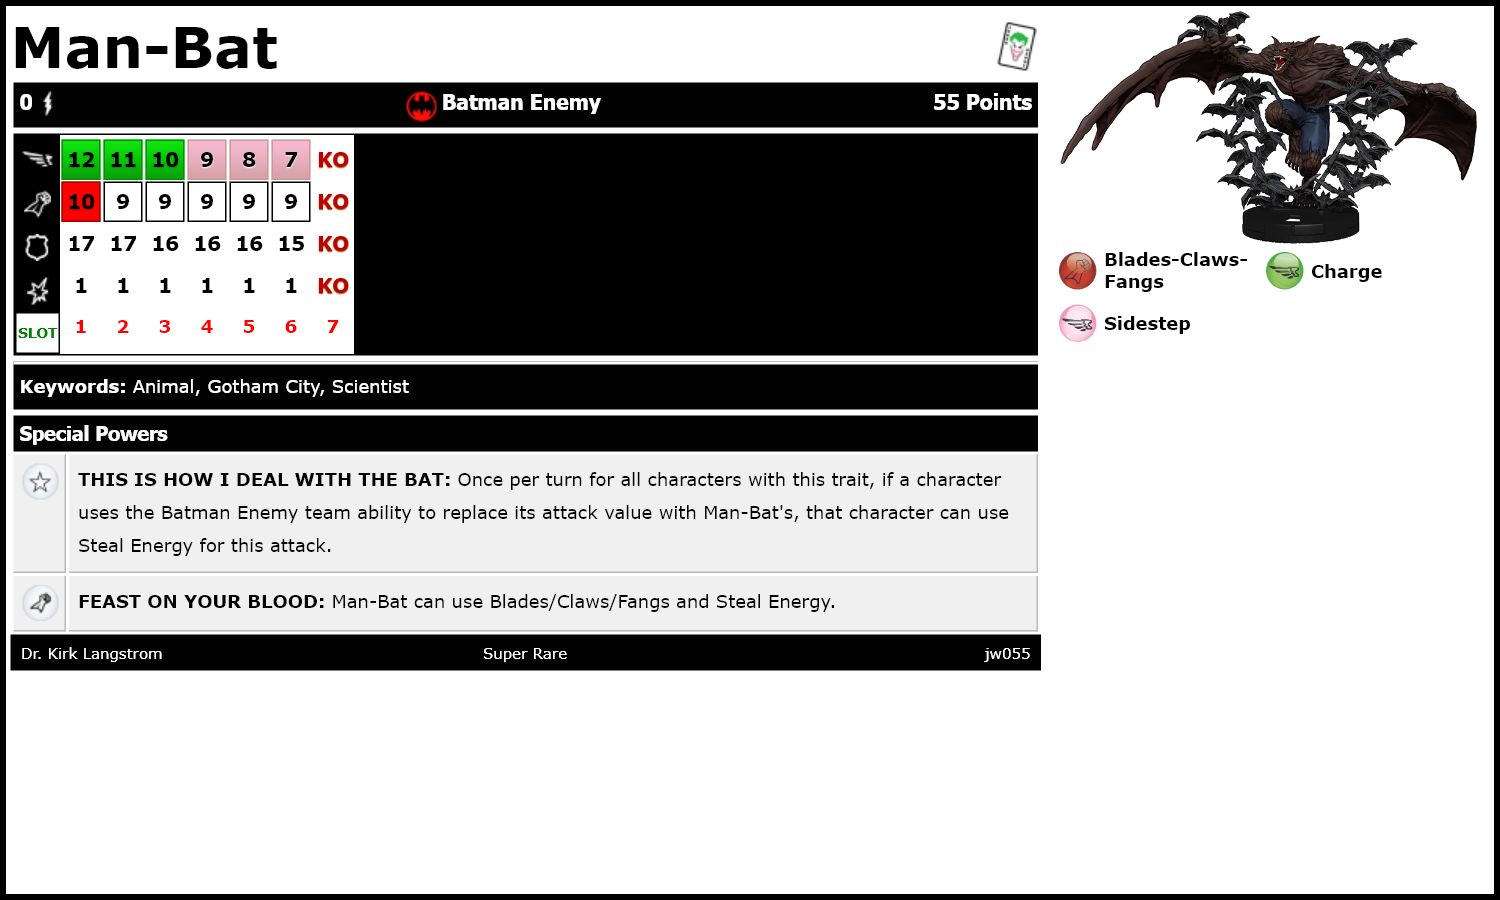 Man-Bat
0 Batman Enemy 55 Points
12 11 10 9 8 7 KO
10 9 9 9 9 9 KO
17 17 16 16 16 15 KO
1 1 1 1 1 1 KO
SLOT 1 2 3 4 5 6 7
Keywords: Animal, Gotham City, Scientist
Special Powers
THIS IS HOW I DEAL WITH THE BAT: Once per turn for all characters with this trait, if a character
uses the Batman Enemy team ability to replace its attack value with Man-Bat's, that character can use
Steal Energy for this attack.
FEAST ON YOUR BLOOD: Man-Bat can use Blades/Claws/Fangs and Steal Energy.
Dr. Kirk Langstrom Super Rare jw055
Blades-Claws-
Fangs
Charge
Sidestep